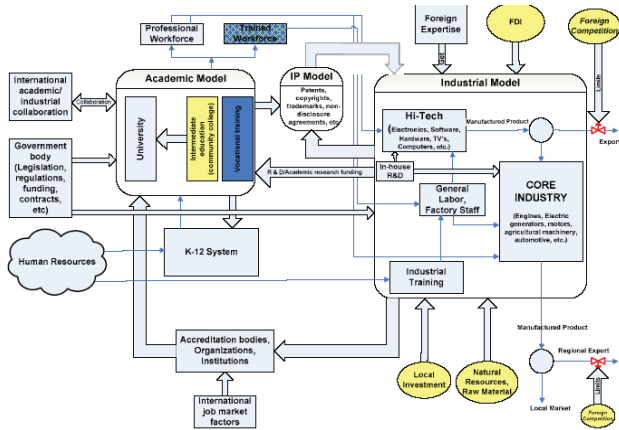 Professional
Workforce
Trained
Workforce
Foreign
Expertise
Get
FDI
Foreign
Competition
Limits
International
academic/
industrial
collaboration
Collaboration
Academic Model
University
Intermediate
education
(community college)
Vocational training
IP Model
Patents,
copyrights,
trademarks, non-
disclosure
agreements, etc.
Industrial Model
Hi-Tech
(Electronics, Software,
Hardware, TV's,
Computers, etc.)
Manufactured Product
Export
Government
body
(Legislation,
regulations,
funding,
contracts,
etc)
R & D/Academic research funding
In-house
R&D
General
Labor,
Factory Staff
CORE
INDUSTRY
(Engines, Electric
generators, motors,
agricultural machinery,
automotive, etc.)
Human Resources
K-12 System
Industrial
Training
Manufactured Product
Accreditation bodies,
Organizations,
Institutions
International
job market
factors
Local
Investment
Natural
Resources,
Raw Material
Regional Export
Limits
Local Market
Foreign
Competition